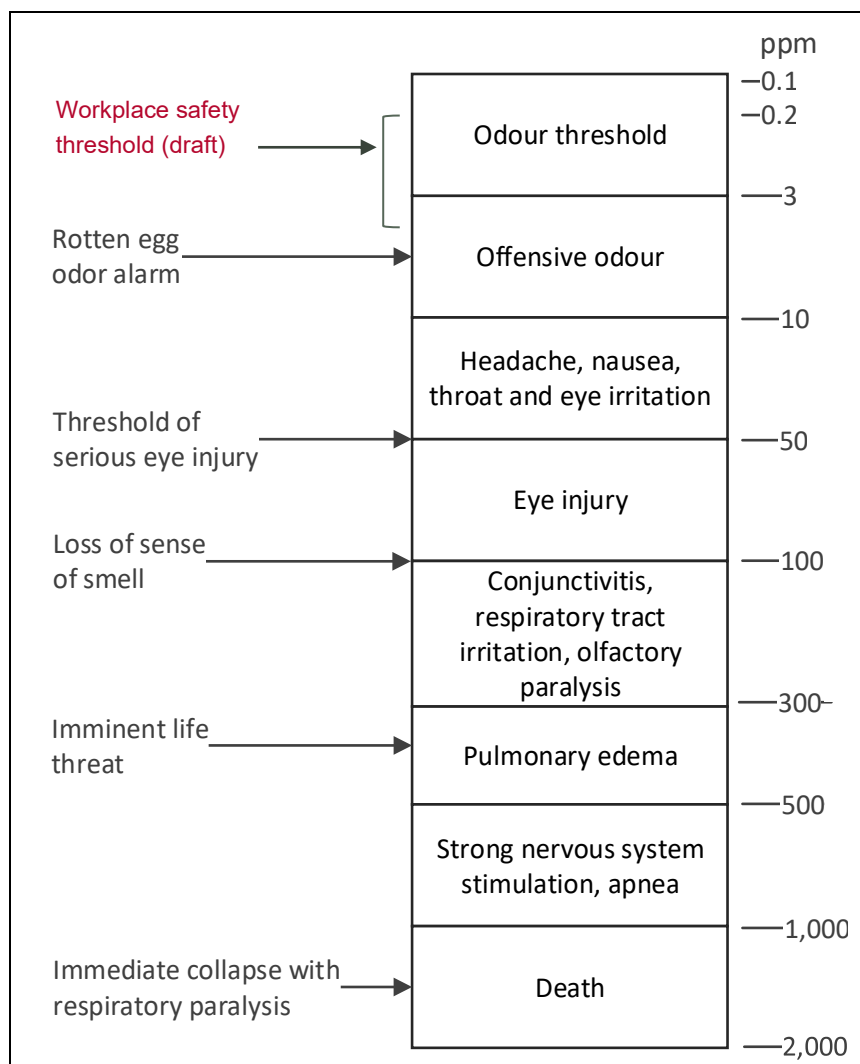 ppm
0.1
Workplace safety
threshold (draft)
0.2
Odour threshold
3
Rotten egg
odor alarm
Offensive odour
10
Headache, nausea,
throat and eye irritation
Threshold of
serious eye injury
50
Eye injury
Loss of sense
of smell
100
Conjunctivitis,
respiratory tract
irritation, olfactory
paralysis
300
Imminent life
threat
Pulmonary edema
500
Strong nervous system
stimulation, apnea
1,000
Immediate collapse with
respiratory paralysis
Death
2,000